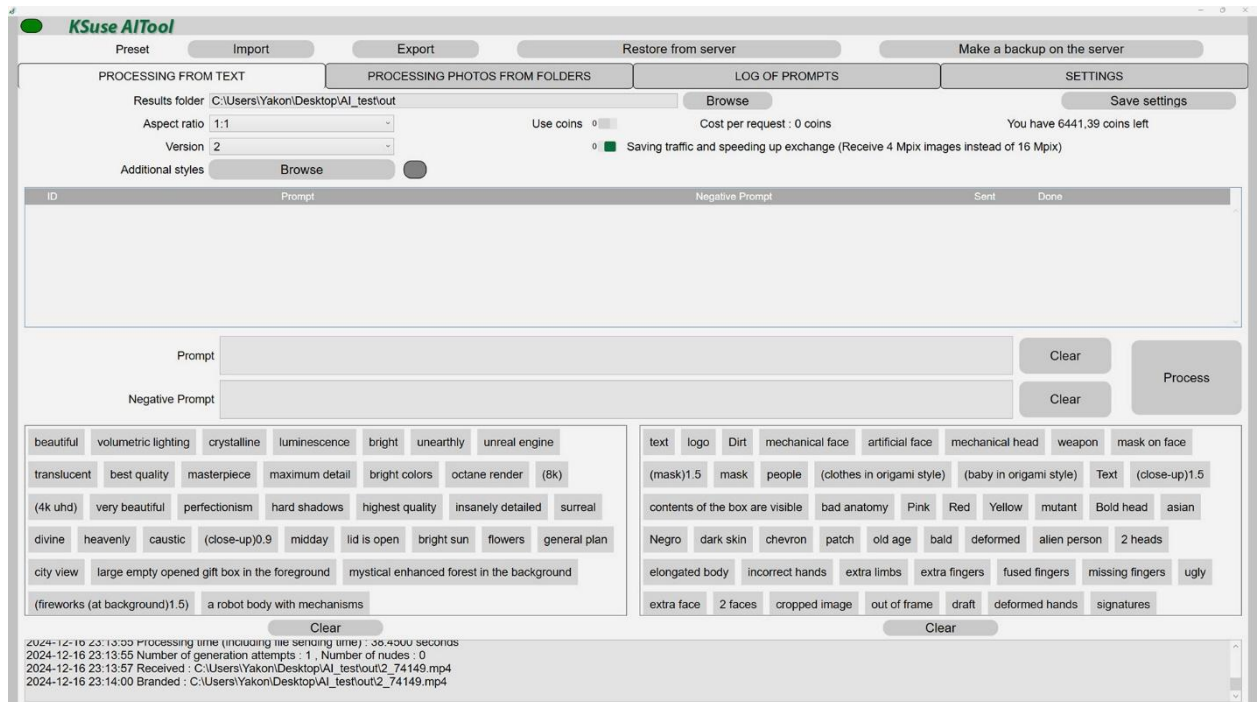 KSuse AITool
Preset Import Export Restore from server Make a backup on the server
PROCESSING FROM TEXT PROCESSING PHOTOS FROM FOLDERS LOG OF PROMPTS SETTINGS
Results folder C:\Users\Yakon\Desktop\AI_test\out Browse Save settings
Aspect ratio 1:1 Use coins 0 Cost per request : 0 coins You have 6441,39 coins left
Version 2 0 Saving traffic and speeding up exchange (Receive 4 Mpix images instead of 16 Mpix)
Additional styles Browse
ID Prompt Negative Prompt Sent Done
Prompt Clear
Process
Negative Prompt Clear
beautiful volumetric lighting crystalline luminescence bright unearthly unreal engine
translucent best quality masterpiece maximum detail bright colors octane render (8k)
(4k uhd) very beautiful perfectionism hard shadows highest quality insanely detailed surreal
divine heavenly caustic (close-up)0.9 midday lid is open bright sun flowers general plan
city view large empty opened gift box in the foreground mystical enhanced forest in the background
(fireworks (at background)1.5) a robot body with mechanisms
Clear
text logo Dirt mechanical face artificial face mechanical head weapon mask on face
(mask)1.5 mask people (clothes in origami style) (baby in origami style) Text (close-up)1.5
contents of the box are visible bad anatomy Pink Red Yellow mutant Bold head asian
Negro dark skin chevron patch old age bald deformed alien person 2 heads
elongated body incorrect hands extra limbs extra fingers fused fingers missing fingers ugly
extra face 2 faces cropped image out of frame draft deformed hands signatures
Clear
2024-12-16 23:13:55 Processing time (including file sending time) : 38.4500 seconds
2024-12-16 23:13:55 Number of generation attempts : 1 , Number of nudes : 0
2024-12-16 23:13:57 Received : C:\Users\Yakon\Desktop\AI_test\out\2_74149.mp4
2024-12-16 23:14:00 Branded : C:\Users\Yakon\Desktop\AI_test\out\2_74149.mp4